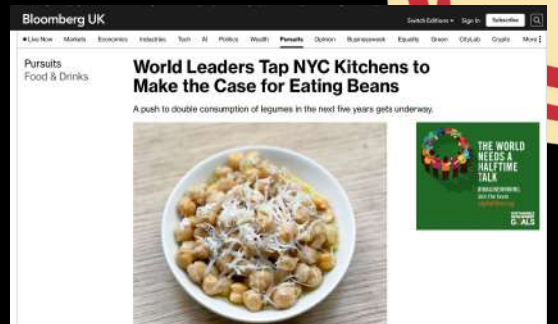 Bloomberg UK
Switch Editions
Sign In
Subscribe
Live Now Markets Economics Industries Tech AI Politics Wealth Pursuits Opinion Businessweek Equality Green CityLab Crypto More
Pursuits
Food & Drinks
World Leaders Tap NYC Kitchens to
Make the Case for Eating Beans
A push to double consumption of legumes in the next five years gets underway.
THE WORLD
NEEDS A
HALFTIME
TALK